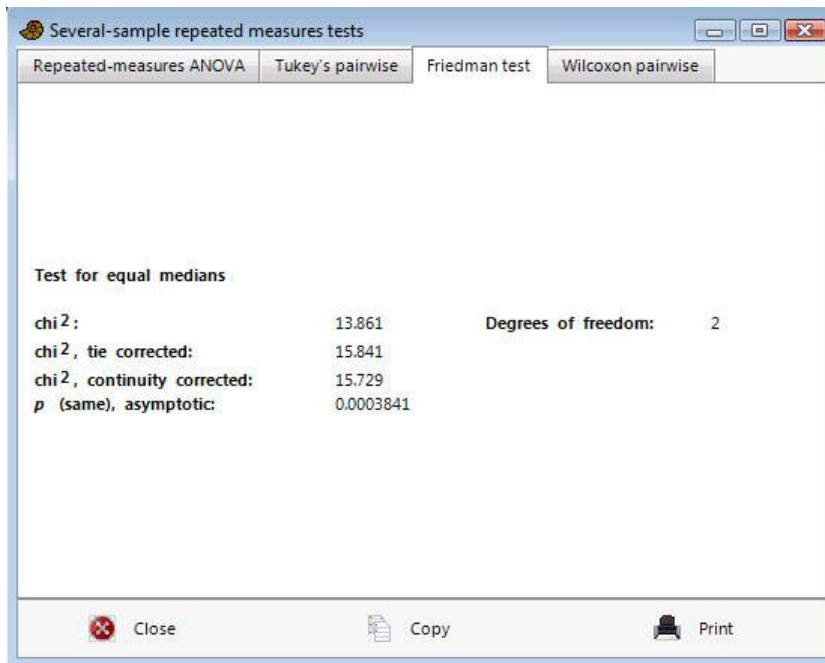 Several-sample repeated measures tests
Repeated-measures ANOVA Tukey's pairwise Friedman test Wilcoxon pairwise
Test for equal medians
chi2: 13.861 Degrees of freedom: 2
chi2, tie corrected: 15.841
chi2, continuity corrected: 15.729
p (same), asymptotic: 0.0003841
Close Copy Print